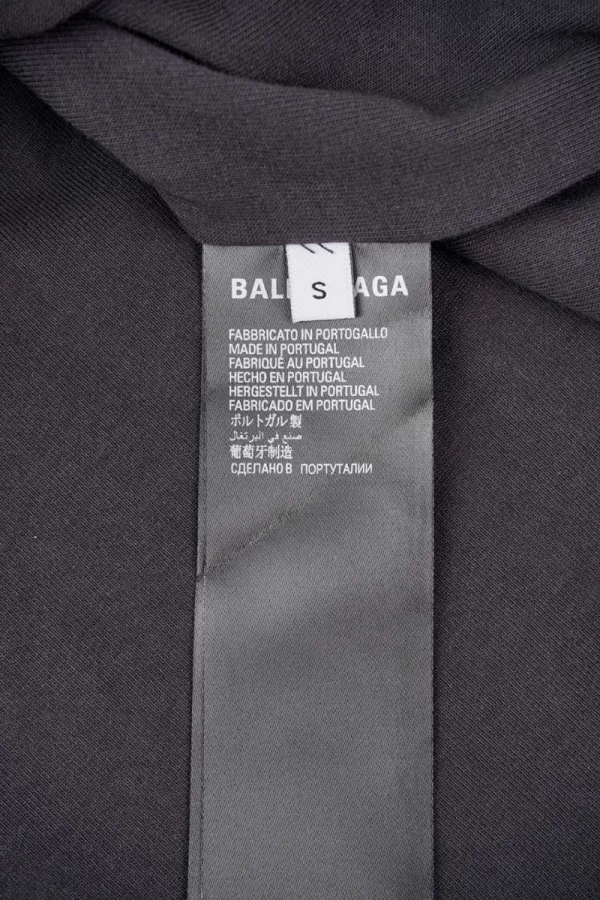 BAL AGA
S
FABBRICATO IN PORTOGALLO
MADE IN PORTUGAL
FABRIQUÉ AU PORTUGAL
HECHO EN PORTUGAL
HERGESTELLT IN PORTUGAL
FABRICADO EM PORTUGAL
ポルトガル製
صنع في البرتغال
葡萄牙制造
СДЕЛАНО В ПОРТУТАЛИИ